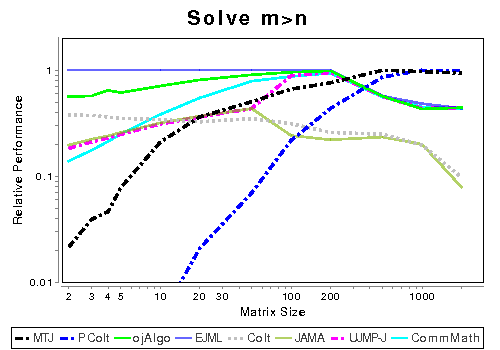 Solve m>n
Relative Performance
1
0.1
0.01
2 3 4 5 10 20 30 100 200 1000
Matrix Size
MTJ PColt ojAlgo EJML Colt JAMA UJMP-J CommMath